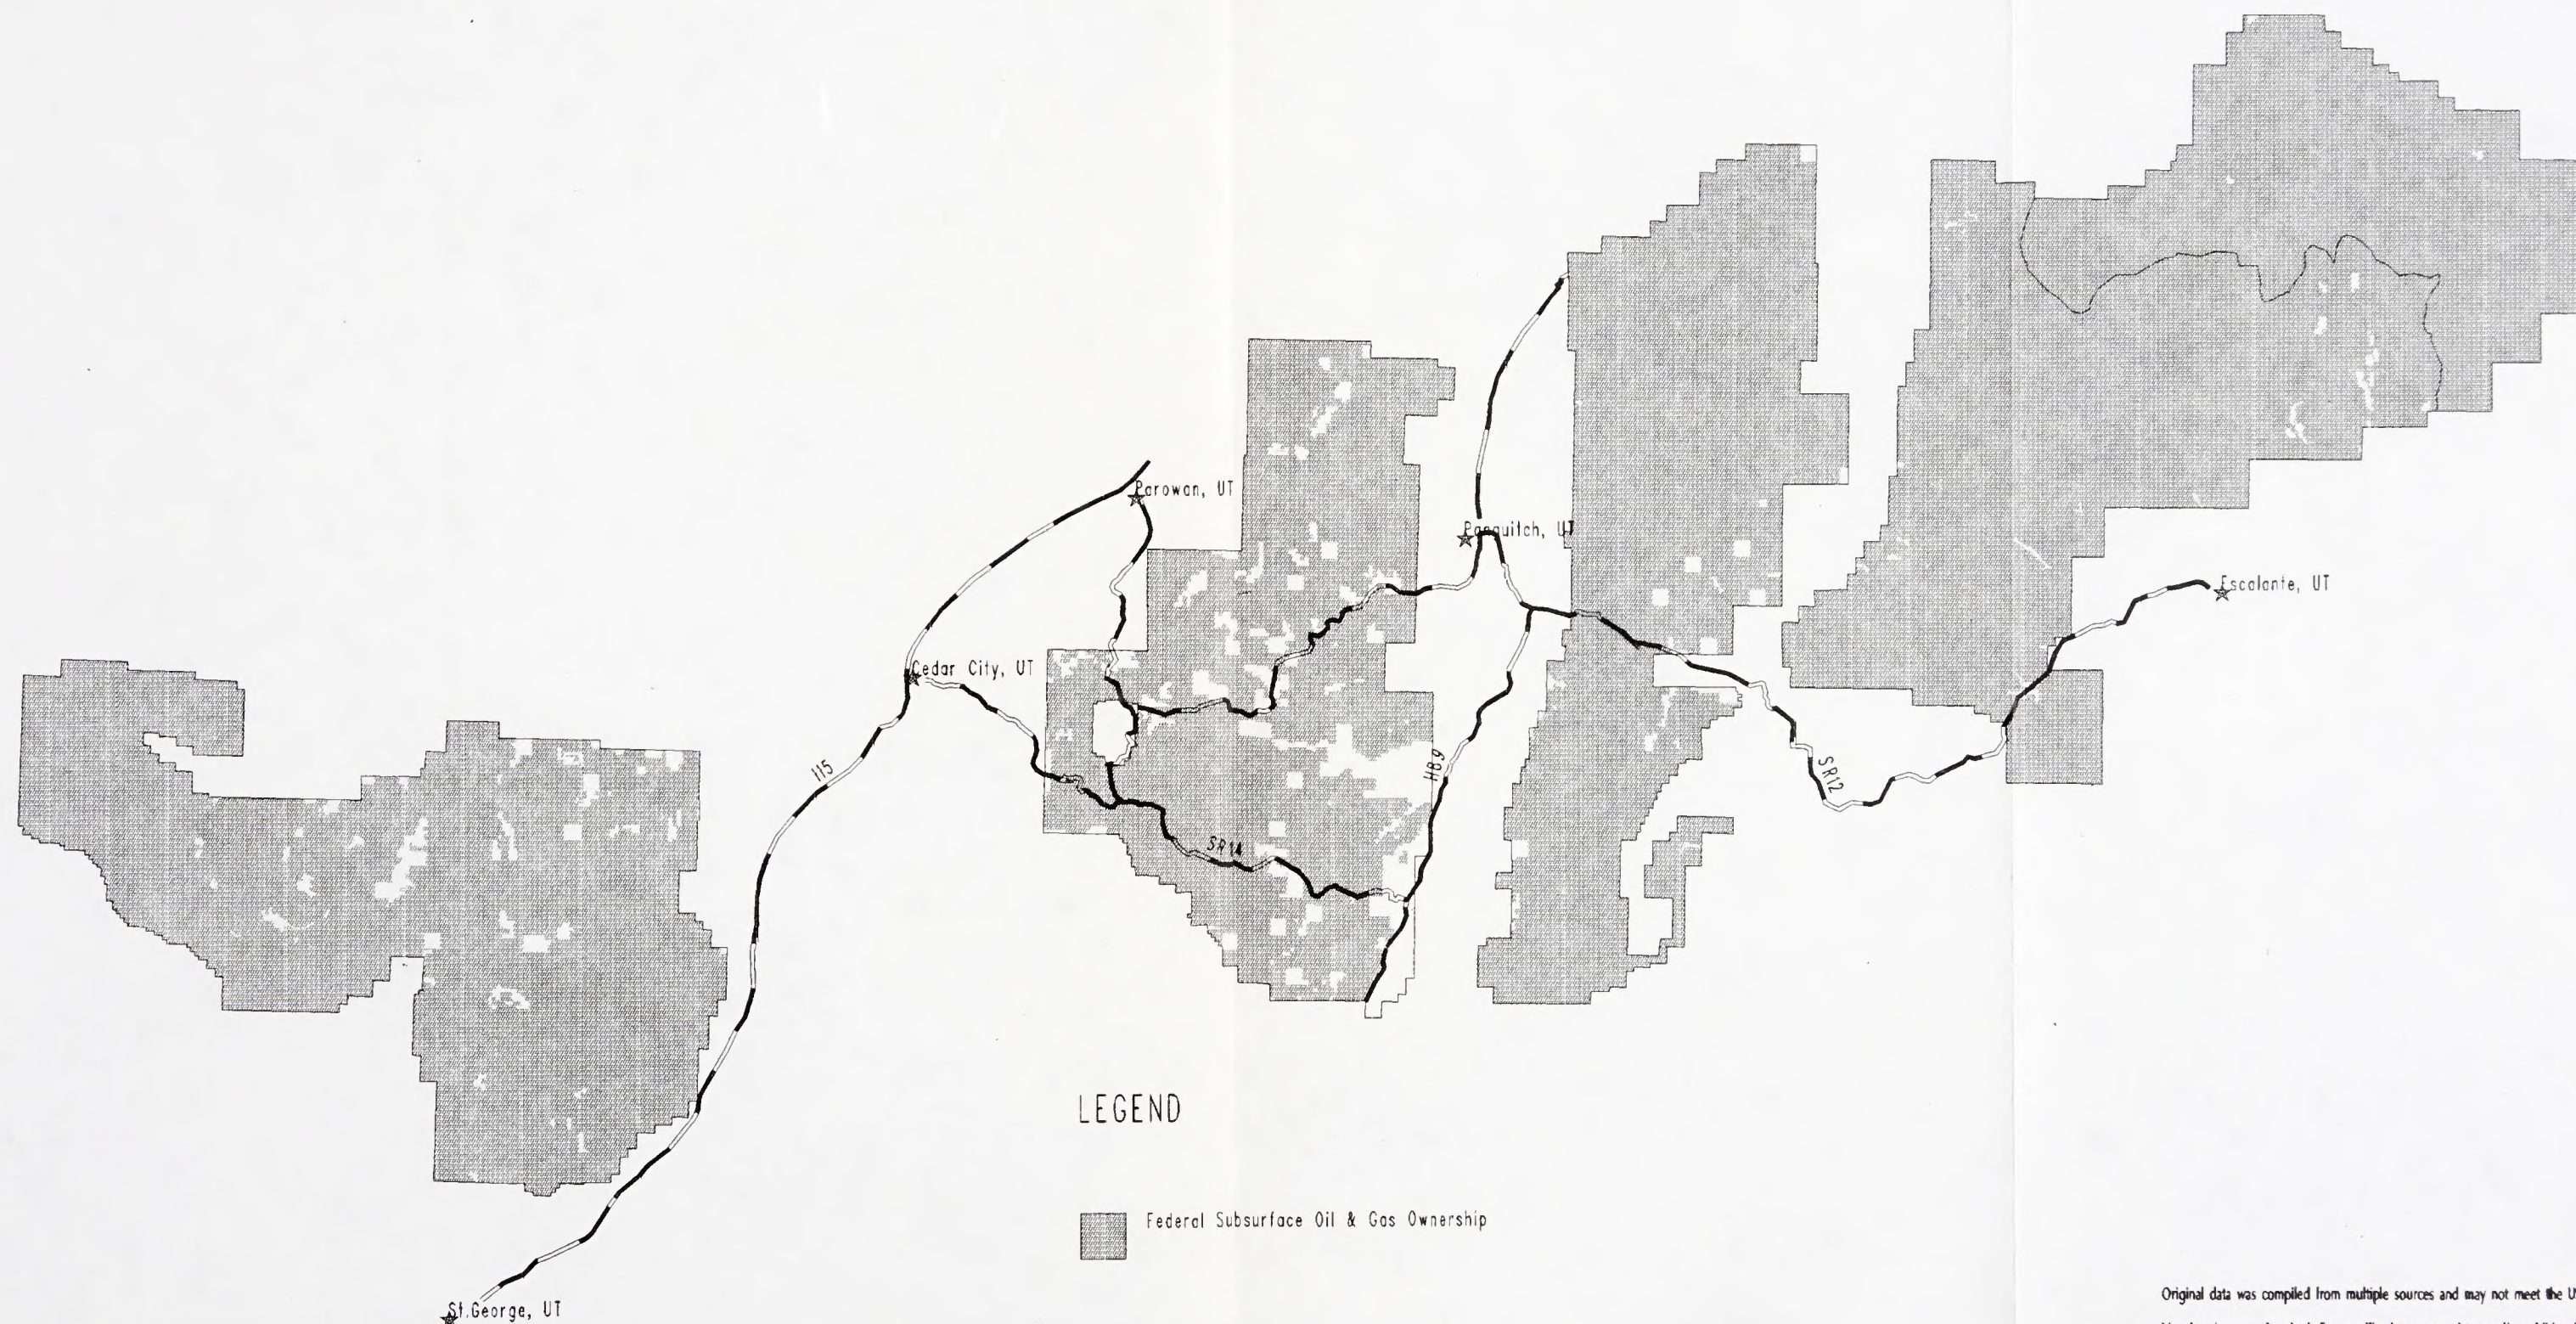 Parowan, UT
Panguitch, UT
Escalante, UT
Cedar City, UT
I15
H89
SR12
SR14
LEGEND
Federal Subsurface Oil & Gas Ownership
St.George, UT
Original data was compiled from multiple sources and may not meet the U